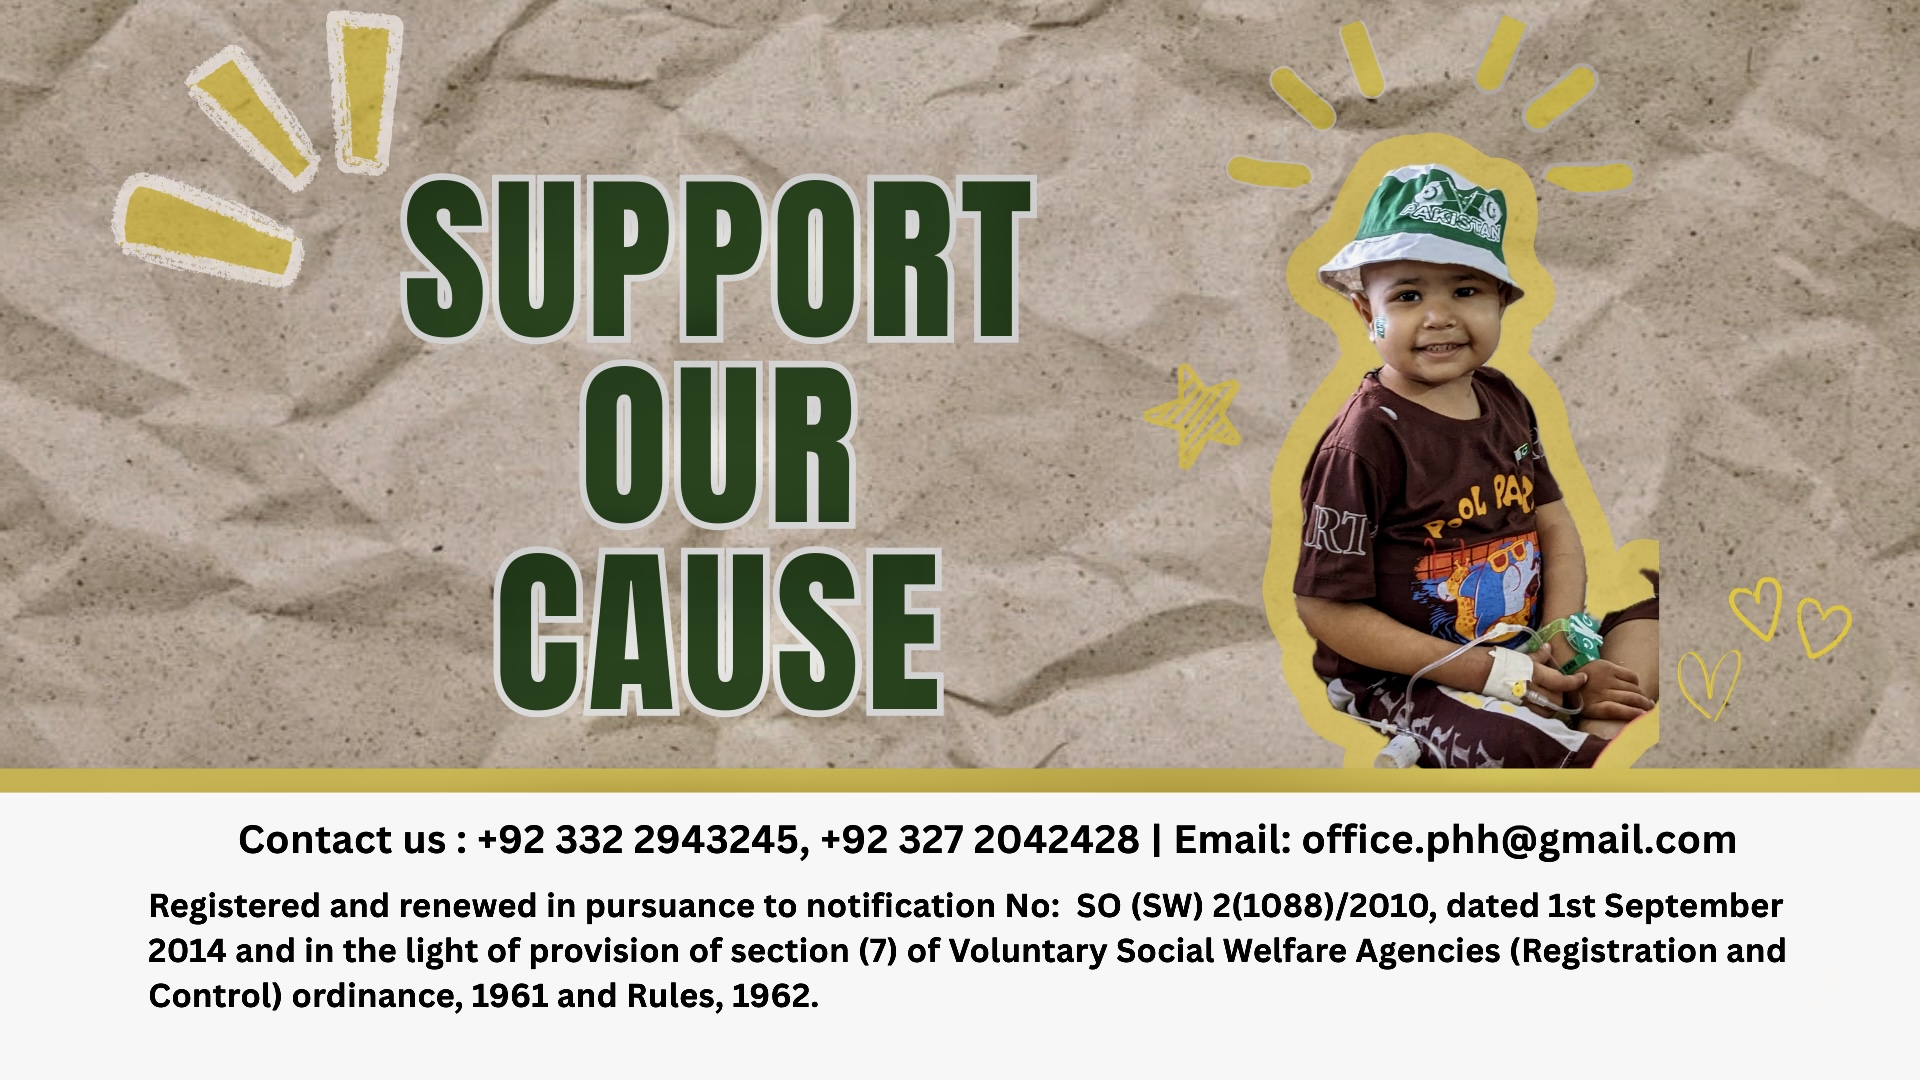 SUPPORT
OUR
CAUSE
PAKISTAN
RT
Contact us : +92 332 2943245, +92 327 2042428 | Email: office.phh@gmail.com
Registered and renewed in pursuance to notification No:  SO (SW) 2(1088)/2010, dated 1st September
2014 and in the light of provision of section (7) of Voluntary Social Welfare Agencies (Registration and
Control) ordinance, 1961 and Rules, 1962.